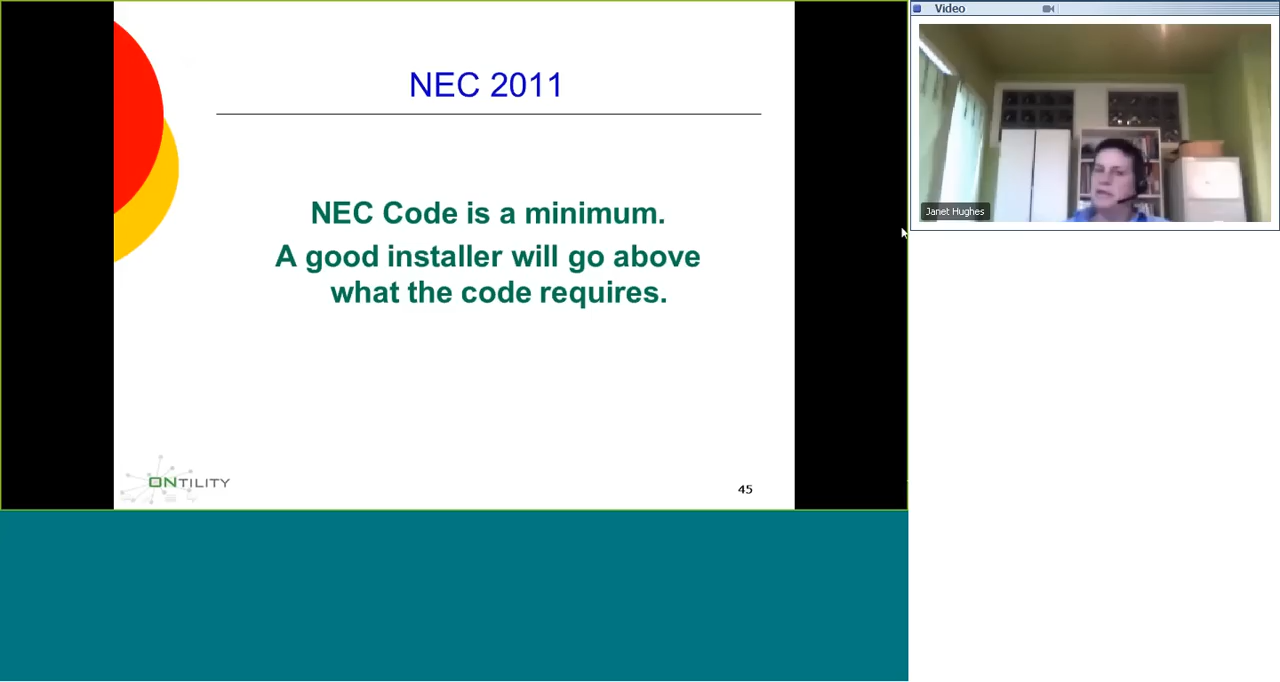 NEC 2011
NEC Code is a minimum.
A good installer will go above
what the code requires.
ONTILITY
45
Video
Janet Hughes